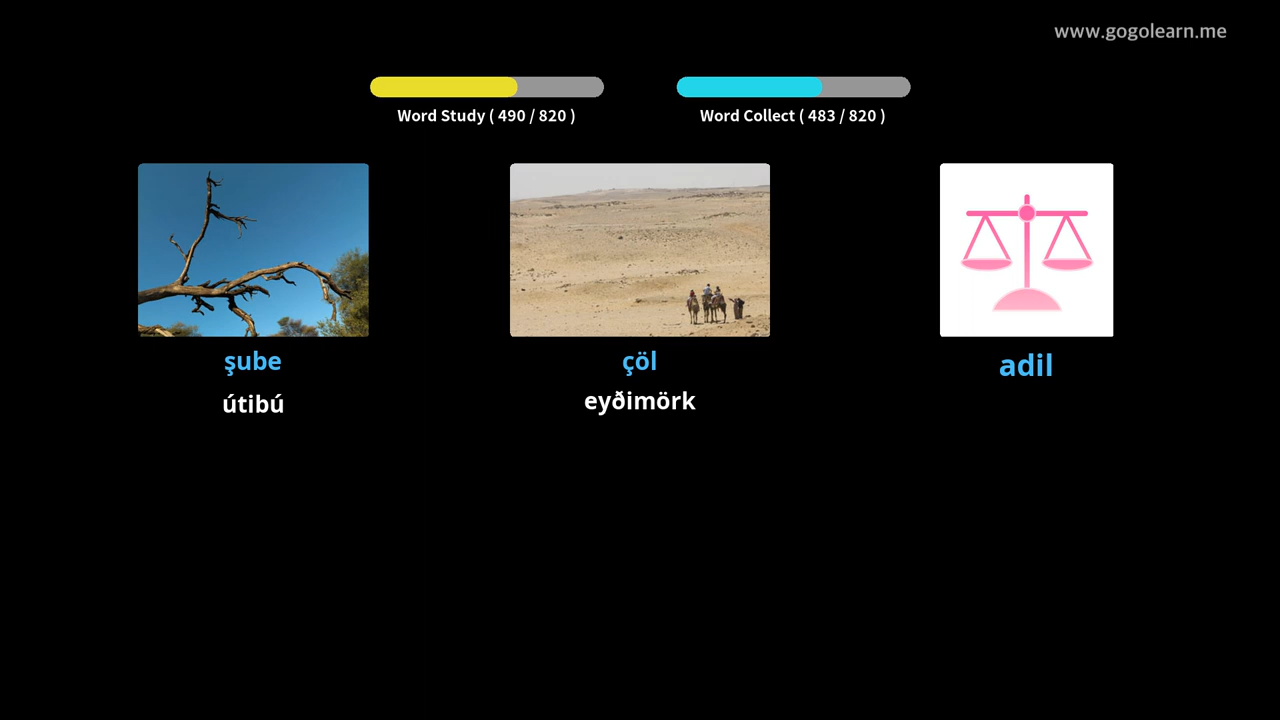 www.gogolearn.me
Word Study ( 490 / 820 )
Word Collect ( 483 / 820 )
şube
çöl
adil
útibú
eyðimörk